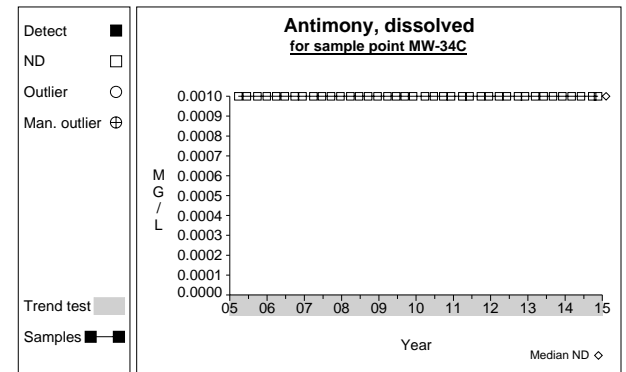 Detect
ND
Outlier
Man. outlier
Trend test
Samples
Antimony, dissolved
for sample point MW-34C
0.0010
0.0009
0.0008
0.0007
0.0006
0.0005
0.0004
0.0003
0.0002
0.0001
0.0000
M
G
/
L
05 06 07 08 09 10 11 12 13 14 15
Year
Median ND